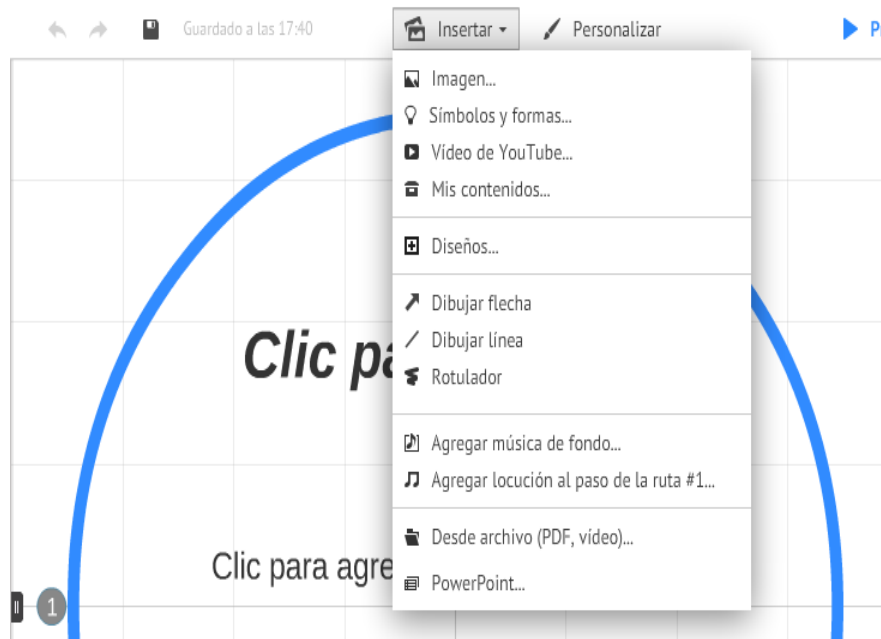 Guardado a las 17:40
Insertar
Personalizar
Imagen...
Símbolos y formas...
Vídeo de YouTube...
Mis contenidos...
Diseños...
Dibujar flecha
Dibujar línea
Clic
Rotulador
Agregar música de fondo...
Agregar locución al paso de la ruta #1...
Desde archivo (PDF, vídeo)...
Clic para agre
PowerPoint...
1